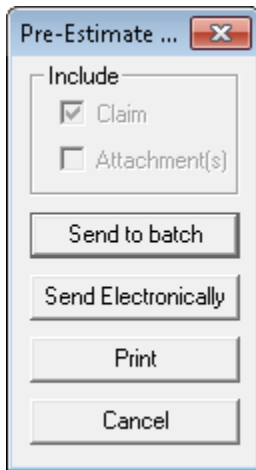 Pre-Estimate ...
Include
Claim
Attachment(s)
Send to batch
Send Electronically
Print
Cancel